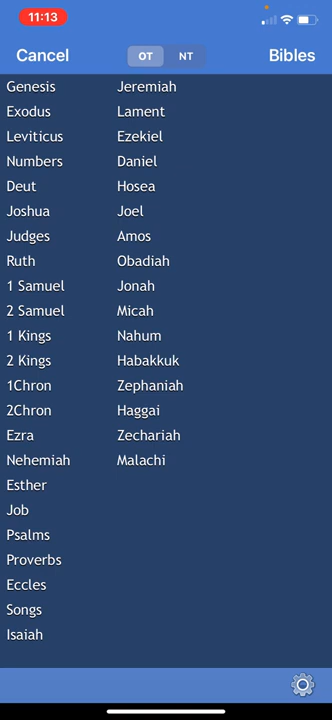 11:13
Cancel OT NT Bibles
Genesis
Exodus
Leviticus
Numbers
Deut
Joshua
Judges
Ruth
1 Samuel
2 Samuel
1 Kings
2 Kings
1Chron
2Chron
Ezra
Nehemiah
Esther
Job
Psalms
Proverbs
Eccles
Songs
Isaiah
Jeremiah
Lament
Ezekiel
Daniel
Hosea
Joel
Amos
Obadiah
Jonah
Micah
Nahum
Habakkuk
Zephaniah
Haggai
Zechariah
Malachi